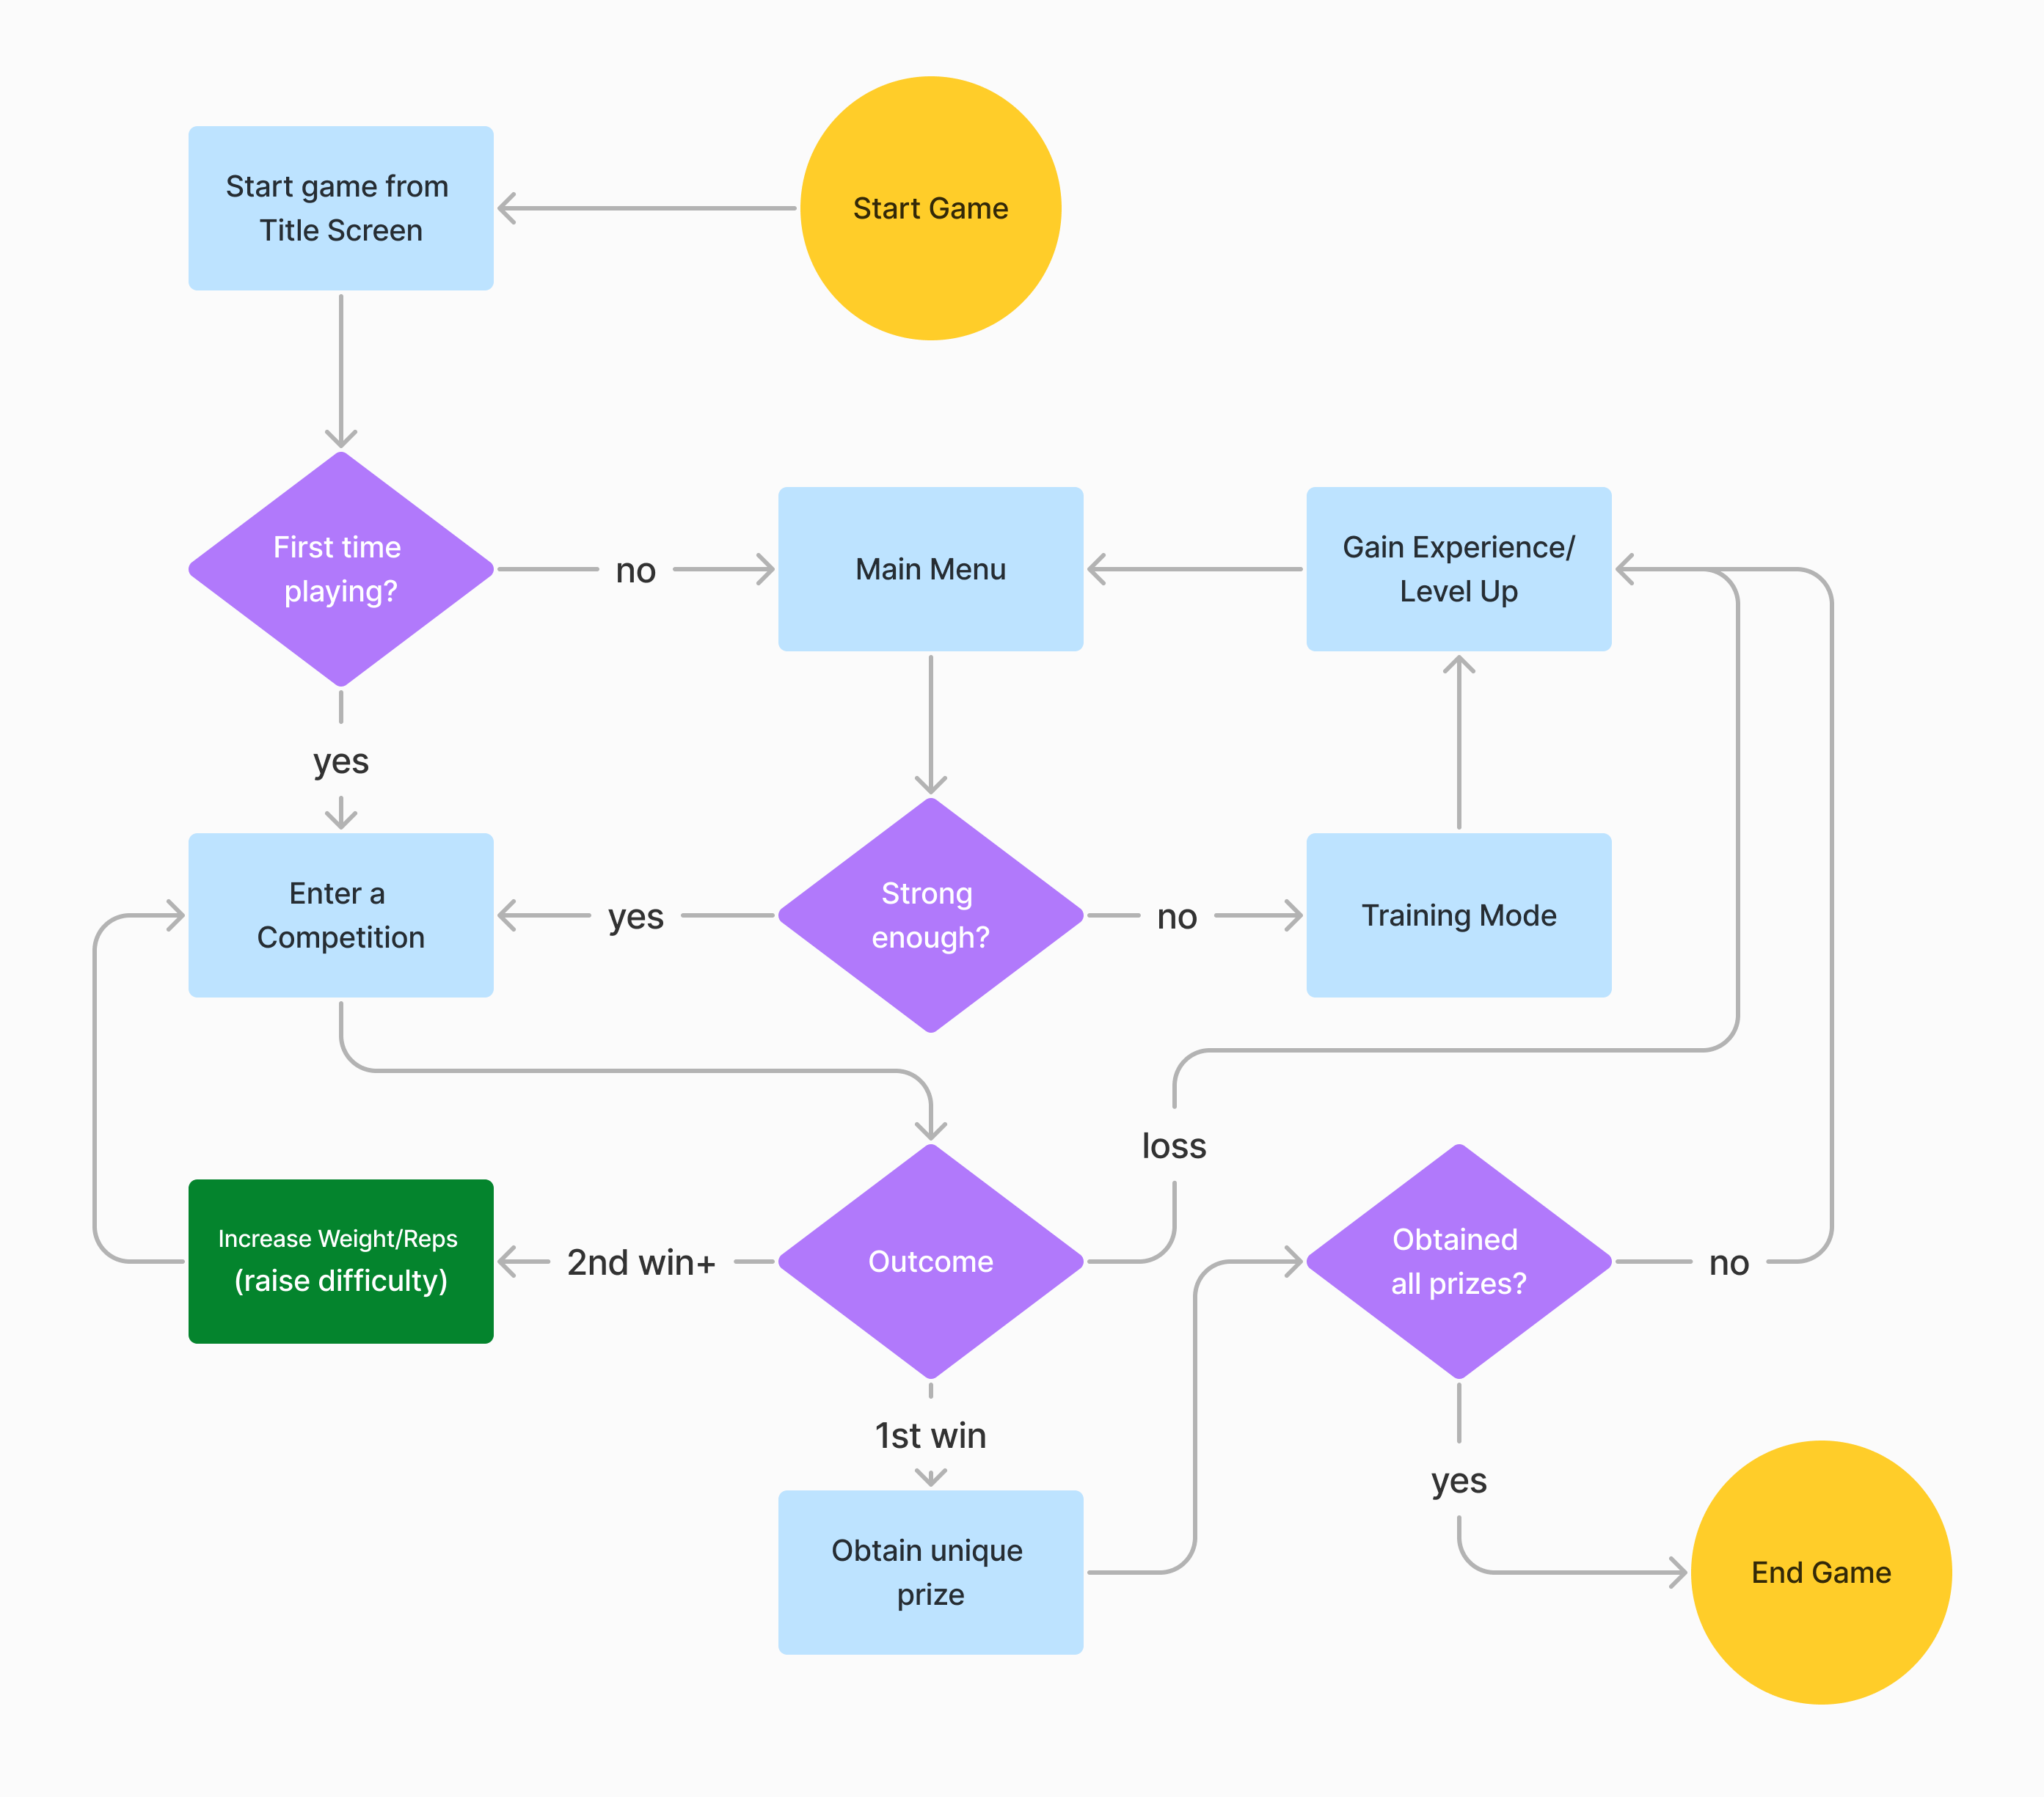 Start game from
Title Screen
Start Game
First time
playing?
no
Main Menu
Gain Experience/
Level Up
yes
Enter a
Competition
yes
Strong
enough?
no
Training Mode
loss
Increase Weight/Reps
(raise difficulty)
2nd win+
Outcome
Obtained
all prizes?
no
1st win
yes
Obtain unique
prize
End Game